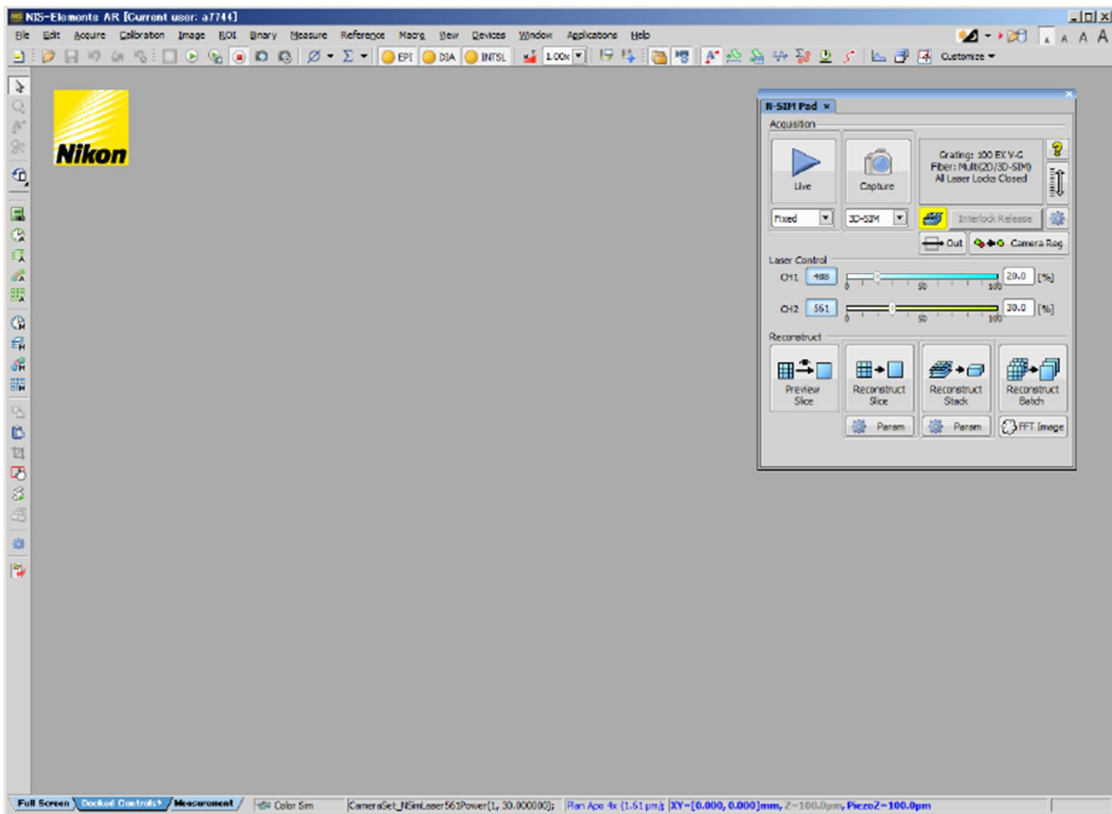 NIS-Elements AR [Current user: a7744]
File Edit Acquire Calibration Image ROI Binary Measure Reference Macro View Devices Window Applications Help
EPI DIA INTSL 1.00x Customize
Nikon
N-SIM Pad
Acquisition
Live
Capture
Grating: 100 EX V-G
Fiber: Multi(2D/3D-SIM)
All Laser Locks Closed
Fixed 3D-SIM Interlock Release
Out Camera Reg
Laser Control
CH1 488 0 50 100 20.0 [%]
CH2 561 0 50 100 30.0 [%]
Reconstruct
Preview Slice
Reconstruct Slice
Reconstruct Stack
Reconstruct Batch
Param Param FFT Image
Full Screen Docked Controls* Measurement Color Sim CameraSet_NSimLaser561Power(1, 30.000000); Plan Apo 4x (1.61 µm) XY=[0.000, 0.000]mm, Z=100.0µm, PiezoZ=100.0µm